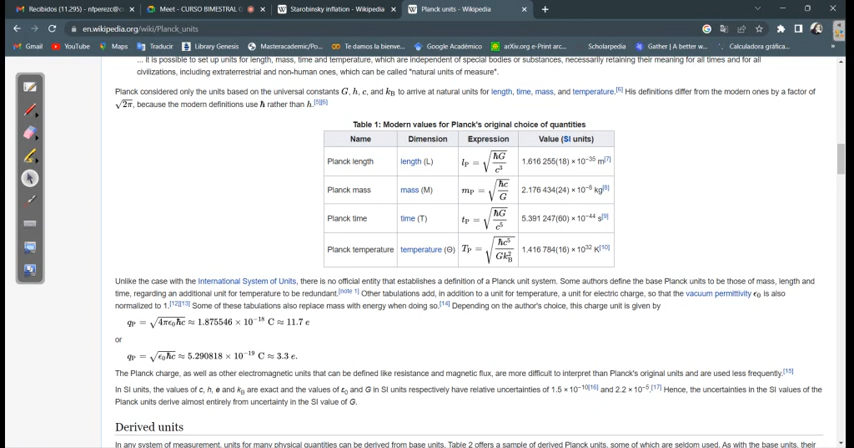 Recibidos (11.295) - nfperezc@
Meet - CURSO BIMESTRAL
Starobinsky inflation - Wikipedia
Planck units - Wikipedia
en.wikipedia.org/wiki/Planck_units
Gmail YouTube Maps Traducir Library Genesis Masteracademic/Po... Te damos la bienve... Google Académico arXiv.org e-Print arc... Scholarpedia Gather | A better w... Calculadora gráfica...
... it is possible to set up units for length, mass, time and temperature, which are independent of special bodies or substances, necessarily retaining their meaning for all times and for all
civilizations, including extraterrestrial and non-human ones, which can be called "natural units of measure".
Planck considered only the units based on the universal constants G, h, c, and k_B to arrive at natural units for length, time, mass, and temperature.[6] His definitions differ from the modern ones by a factor of
√2π, because the modern definitions use ħ rather than h.[5][6]
Table 1: Modern values for Planck's original choice of quantities
Name Dimension Expression Value (SI units)
Planck length length (L) l_P = √(ħG/c³) 1.616 255(18) × 10⁻³⁵ m[7]
Planck mass mass (M) m_P = √(ħc/G) 2.176 434(24) × 10⁻⁸ kg[8]
Planck time time (T) t_P = √(ħG/c⁵) 5.391 247(60) × 10⁻⁴⁴ s[9]
Planck temperature temperature (Θ) T_P = √(ħc⁵/Gk_B²) 1.416 784(16) × 10³² K[10]
Unlike the case with the International System of Units, there is no official entity that establishes a definition of a Planck unit system. Some authors define the base Planck units to be those of mass, length and
time, regarding an additional unit for temperature to be redundant.[note 1] Other tabulations add, in addition to a unit for temperature, a unit for electric charge, so that the vacuum permittivity ϵ₀ is also
normalized to 1.[12][13] Some of these tabulations also replace mass with energy when doing so.[14] Depending on the author's choice, this charge unit is given by
q_P = √4πϵ₀ħc ≈ 1.875546 × 10⁻¹⁸ C ≈ 11.7 e
or
q_P = √ϵ₀ħc ≈ 5.290818 × 10⁻¹⁹ C ≈ 3.3 e.
The Planck charge, as well as other electromagnetic units that can be defined like resistance and magnetic flux, are more difficult to interpret than Planck's original units and are used less frequently.[15]
In SI units, the values of c, h, e and k_B are exact and the values of ε₀ and G in SI units respectively have relative uncertainties of 1.5 × 10⁻¹⁰[16] and 2.2 × 10⁻⁵.[17] Hence, the uncertainties in the SI values of the
Planck units derive almost entirely from uncertainty in the SI value of G.
Derived units
In any system of measurement, units for many physical quantities can be derived from base units. Table 2 offers a sample of derived Planck units, some of which are seldom used. As with the base units, their